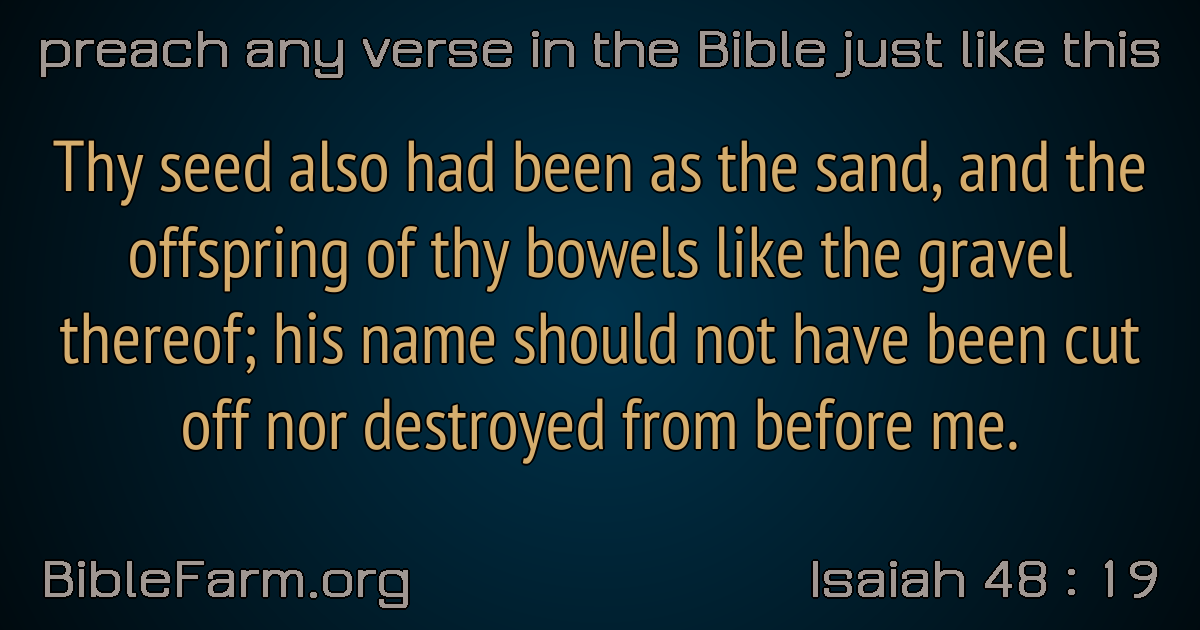 preach any verse in the Bible just like this
Thy seed also had been as the sand, and the
offspring of thy bowels like the gravel
thereof; his name should not have been cut
off nor destroyed from before me.
BibleFarm.org
Isaiah 48 : 19